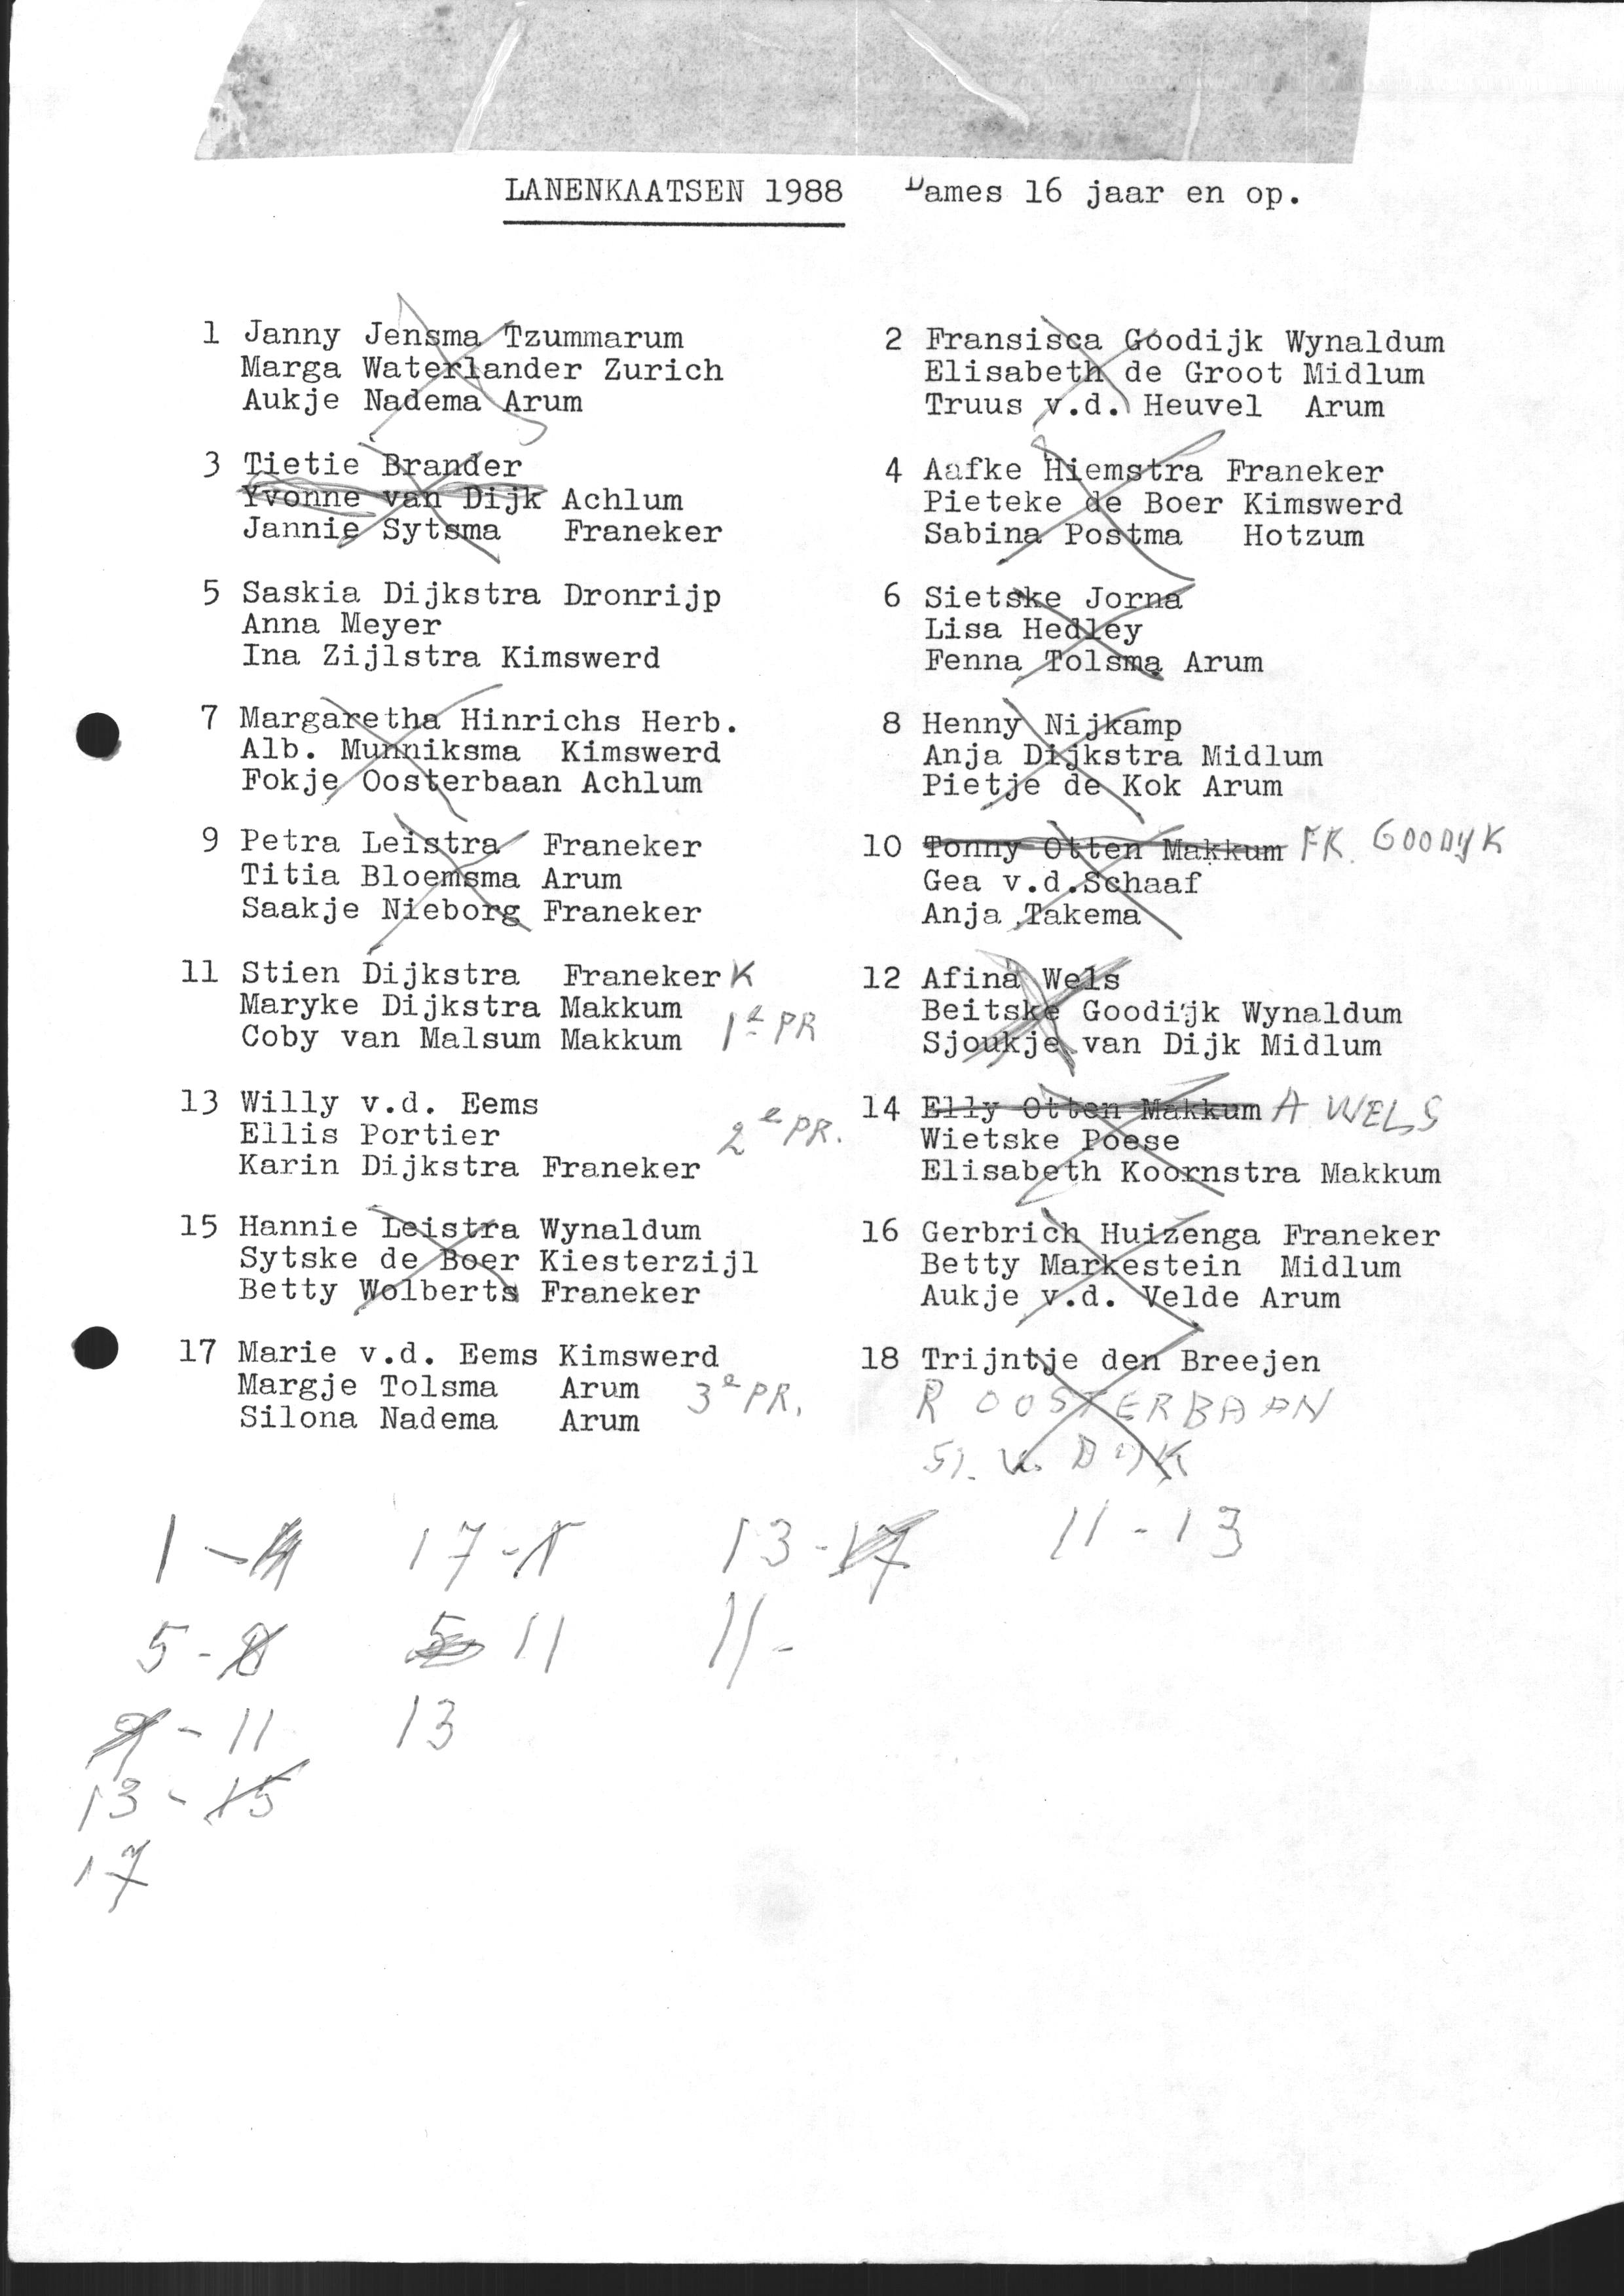 LANENKAATSEN 1988 Dames 16 jaar en op.
1 Janny Jensma Tzummarum
Marga Waterlander Zurich
Aukje Nadema Arum
2 Fransisca Goodijk Wynaldum
Elisabeth de Groot Midlum
Truus v.d. Heuvel Arum
3 Tietie Brander
Yvonne van Dijk Achlum
Jannie Sytsma Franeker
4 Aafke Hiemstra Franeker
Pieteke de Boer Kimswerd
Sabina Postma Hotzum
5 Saskia Dijkstra Dronrijp
Anna Meyer
Ina Zijlstra Kimswerd
6 Sietske Jorna
Lisa Hedley
Fenna Tolsma Arum
7 Margaretha Hinrichs Herb.
Alb. Munniksma Kimswerd
Fokje Oosterbaan Achlum
8 Henny Nijkamp
Anja Dijkstra Midlum
Pietje de Kok Arum
9 Petra Leistra Franeker
Titia Bloemsma Arum
Saakje Nieborg Franeker
10 Tonny Otten Makkum FR. GOODYK
Gea v.d.Schaaf
Anja Takema
11 Stien Dijkstra Franeker K
Maryke Dijkstra Makkum
Coby van Malsum Makkum 1e PR
12 Afina Wels
Beitske Goodijk Wynaldum
Sjoukje van Dijk Midlum
13 Willy v.d. Eems
Ellis Portier 2e PR.
Karin Dijkstra Franeker
14 Elly Otten Makkum A WELS
Wietske Poese
Elisabeth Koornstra Makkum
15 Hannie Leistra Wynaldum
Sytske de Boer Kiesterzijl
Betty Wolberts Franeker
16 Gerbrich Huizenga Franeker
Betty Markestein Midlum
Aukje v.d. Velde Arum
17 Marie v.d. Eems Kimswerd
Margje Tolsma Arum 3e PR.
Silona Nadema Arum
18 Trijntje den Breejen
R OOSTERBAAN
SJ. v. DIJK
1 - 17 - 1 13 - 17 11 - 13
5 - 8 5 11 11 -
9 - 11 13
13 - 15
17